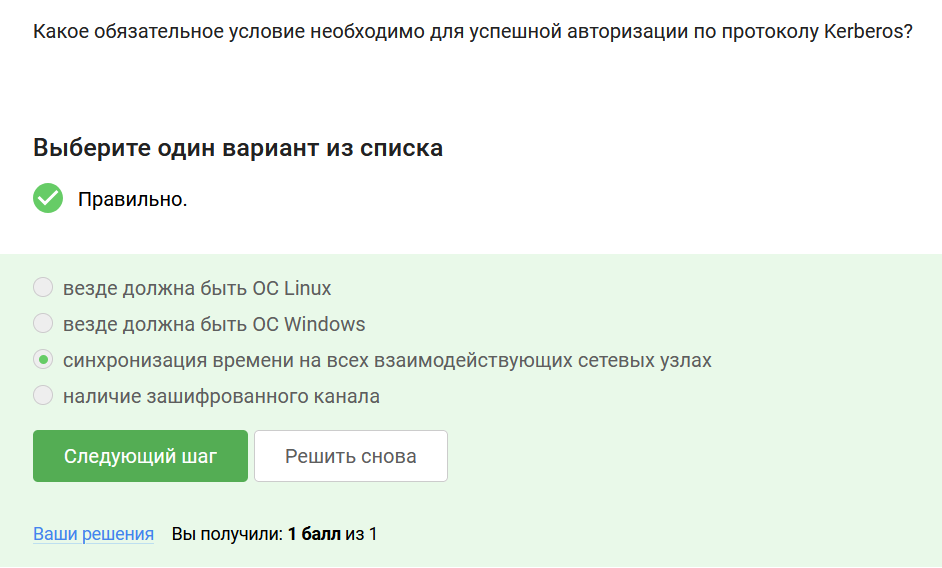 Какое обязательное условие необходимо для успешной авторизации по протоколу Kerberos?
Выберите один вариант из списка
Правильно.
везде должна быть ОС Linux
везде должна быть ОС Windows
синхронизация времени на всех взаимодействующих сетевых узлах
наличие зашифрованного канала
Следующий шаг Решить снова
Ваши решения Вы получили: 1 балл из 1